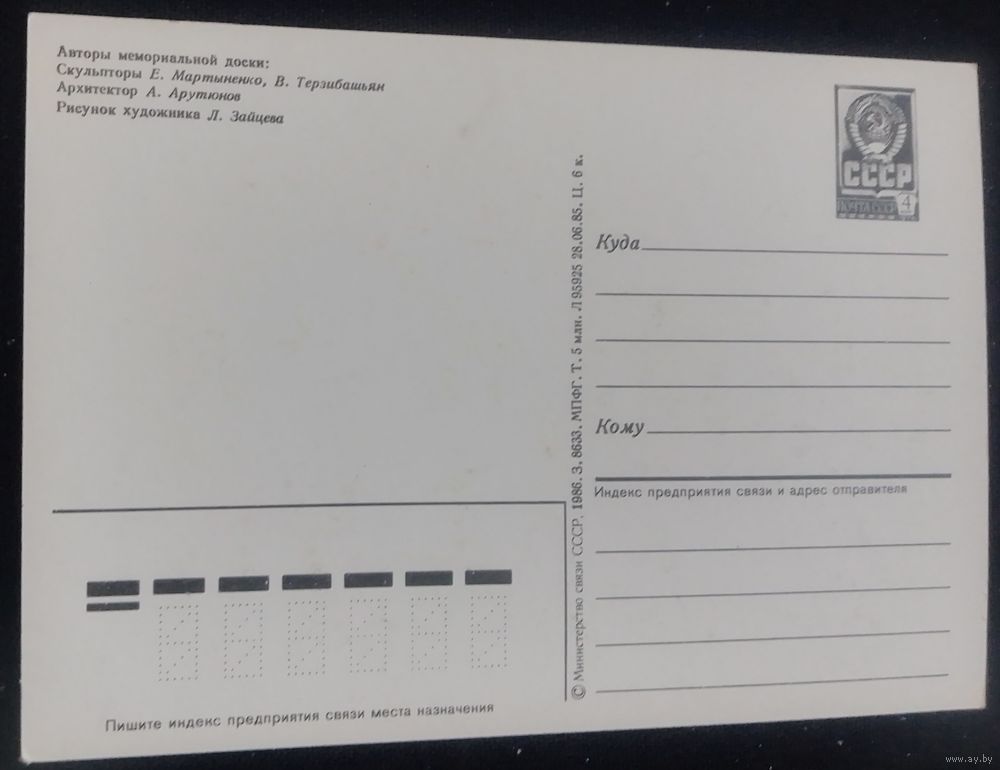 Авторы мемориальной доски:
Скульпторы Е. Мартыненко, В. Терзибашьян
Архитектор А. Арутюнов
Рисунок художника Л. Зайцева
СССР
ПОЧТА СССР
4
Куда
Кому
Индекс предприятия связи и адрес отправителя
© Министерство связи СССР. 1986. З. 8633. МПФГ. Т. 5 млн. Л95925 28.06.85. Ц. 6 к.
Пишите индекс предприятия связи места назначения
www.ay.by